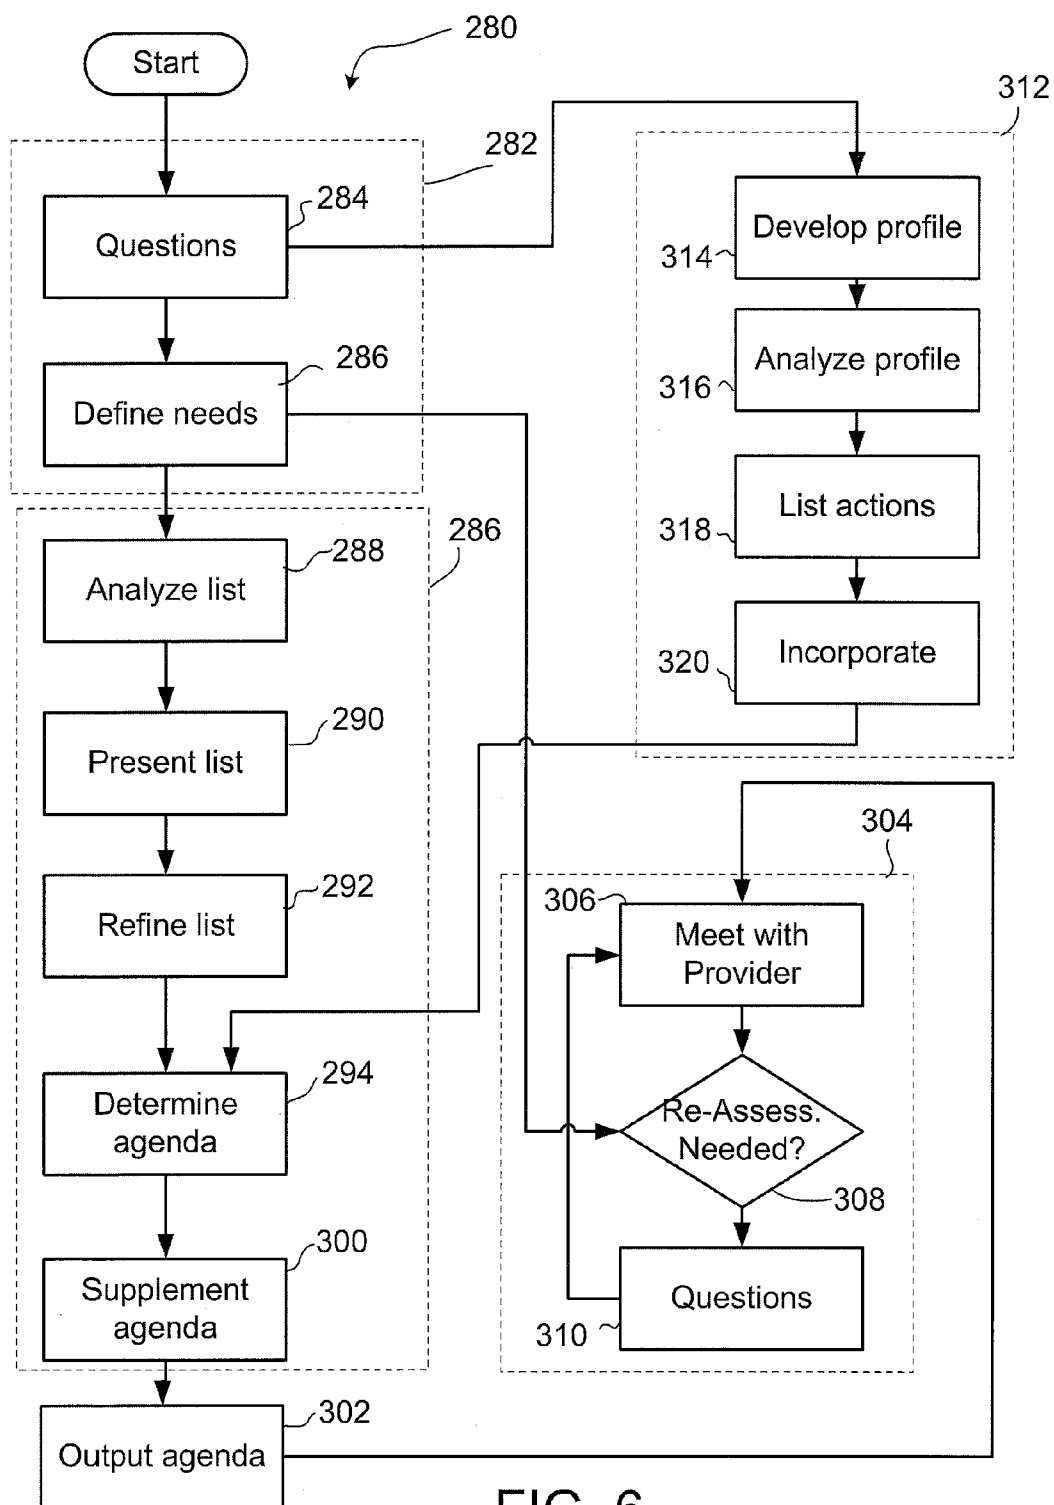 280
Start
312
282
284
Questions
Develop profile
314
286
Define needs
Analyze profile
316
286
288
Analyze list
List actions
318
290
Present list
Incorporate
320
304
292
Refine list
306
Meet with
Provider
294
Determine
agenda
Re-Assess.
Needed?
308
300
Supplement
agenda
Questions
310
302
Output agenda
FIG. 6